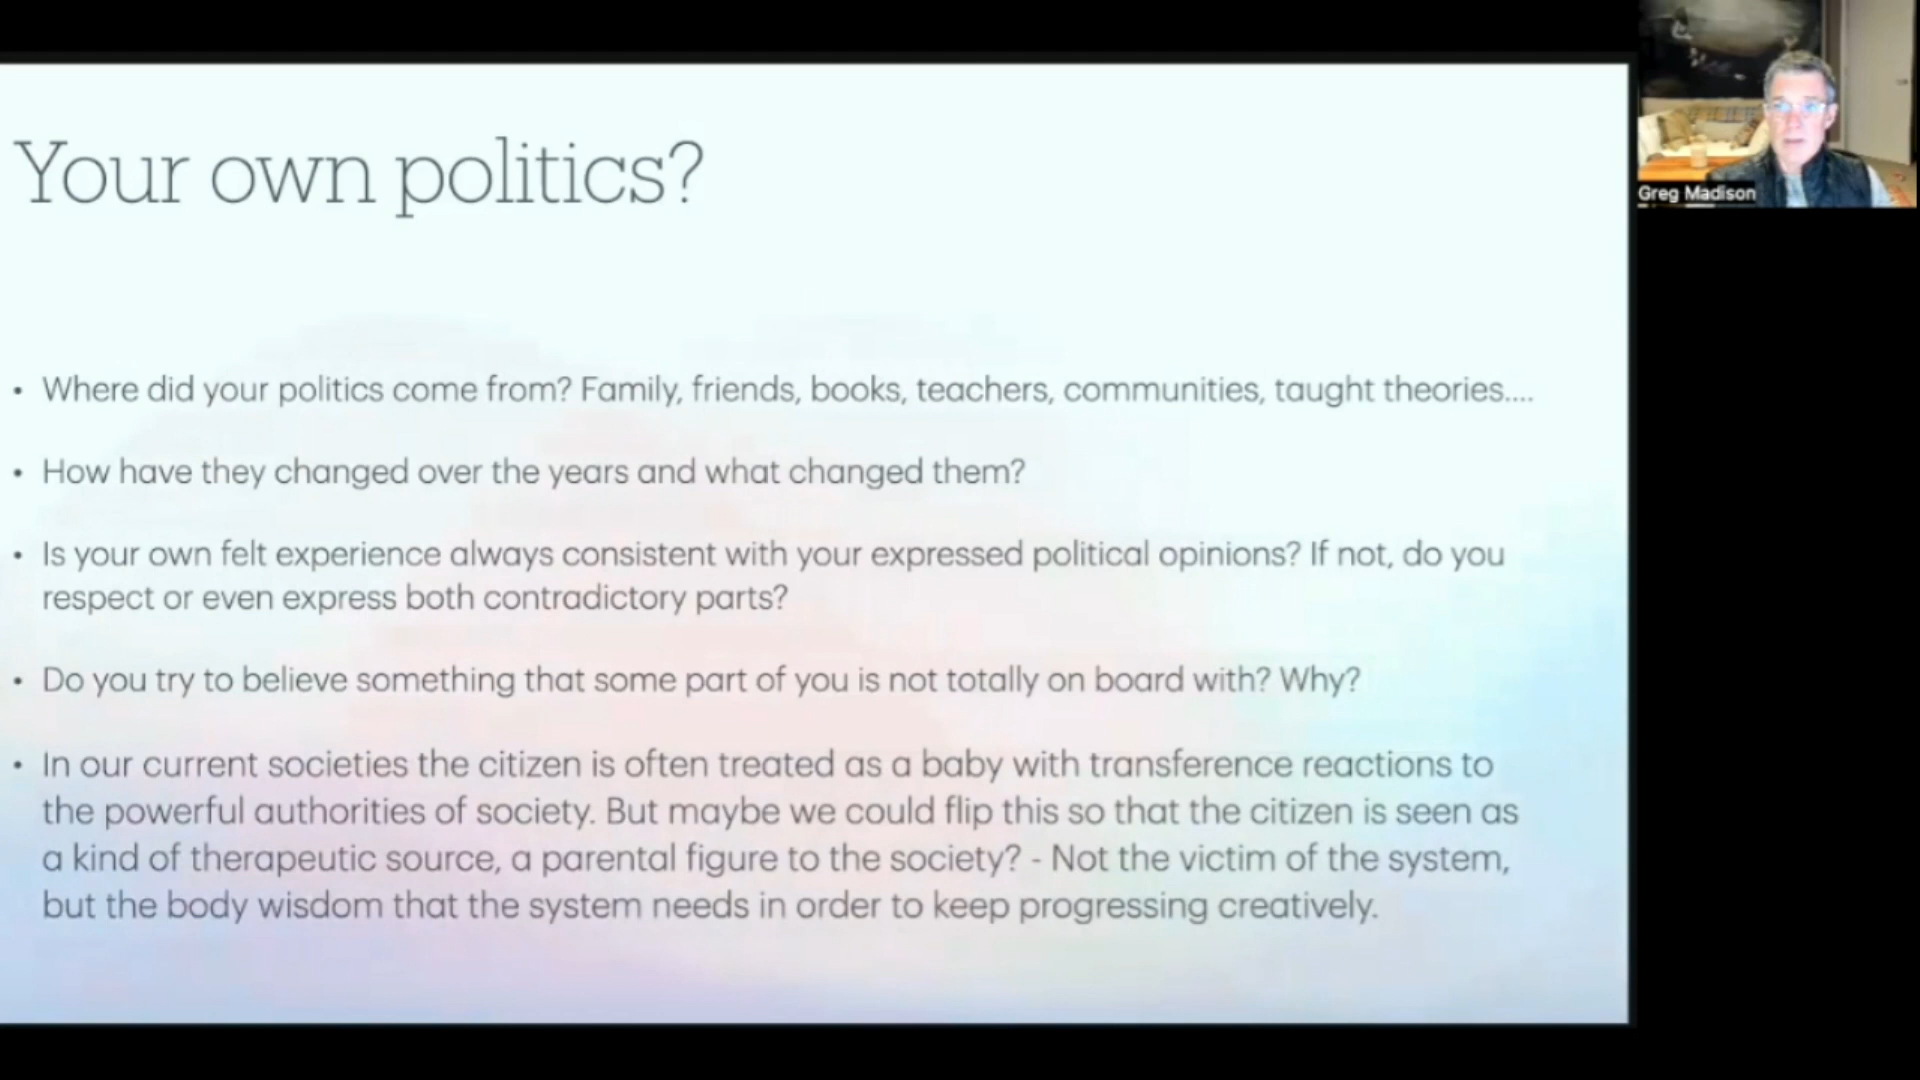 Your own politics?
• Where did your politics come from? Family, friends, books, teachers, communities, taught theories....
• How have they changed over the years and what changed them?
• Is your own felt experience always consistent with your expressed political opinions? If not, do you
respect or even express both contradictory parts?
• Do you try to believe something that some part of you is not totally on board with? Why?
• In our current societies the citizen is often treated as a baby with transference reactions to
the powerful authorities of society. But maybe we could flip this so that the citizen is seen as
a kind of therapeutic source, a parental figure to the society? - Not the victim of the system,
but the body wisdom that the system needs in order to keep progressing creatively.
Greg Madison